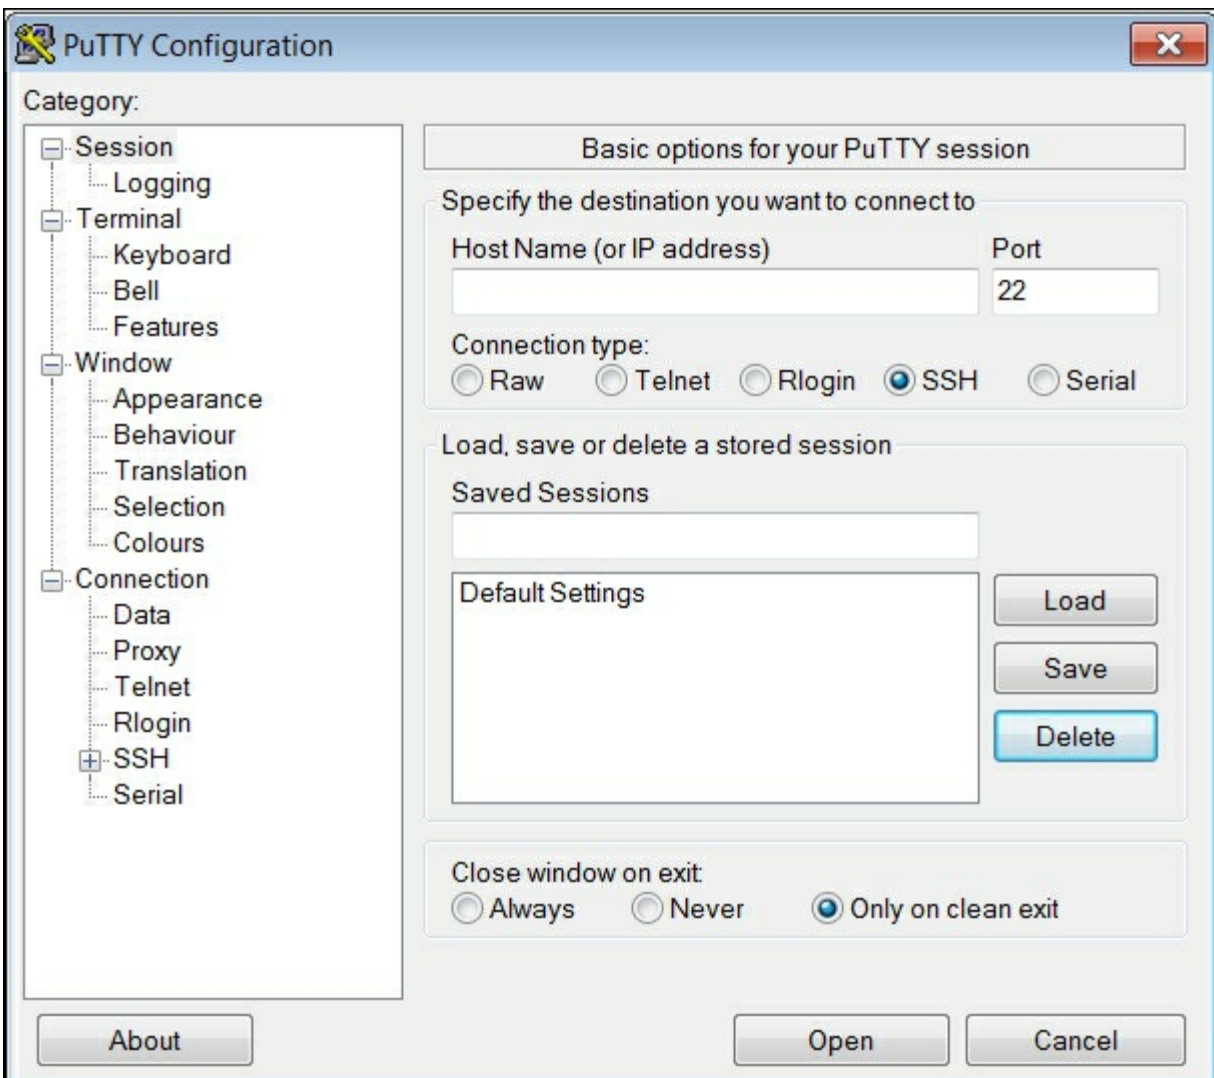 PuTTY Configuration
Category:
Session
Logging
Terminal
Keyboard
Bell
Features
Window
Appearance
Behaviour
Translation
Selection
Colours
Connection
Data
Proxy
Telnet
Rlogin
SSH
Serial
Basic options for your PuTTY session
Specify the destination you want to connect to
Host Name (or IP address) Port
22
Connection type:
Raw Telnet Rlogin SSH Serial
Load, save or delete a stored session
Saved Sessions
Default Settings
Load
Save
Delete
Close window on exit:
Always Never Only on clean exit
About Open Cancel